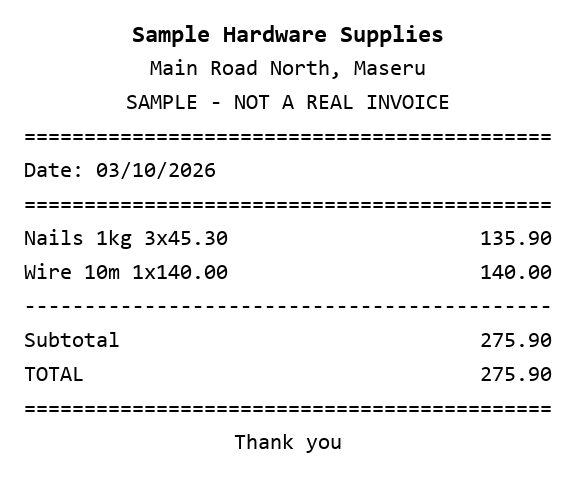 Sample Hardware Supplies
Main Road North, Maseru
SAMPLE - NOT A REAL INVOICE
============================================
Date: 03/10/2026
============================================
Nails 1kg 3x45.30 135.90
Wire 10m 1x140.00 140.00
--------------------------------------------
Subtotal 275.90
TOTAL 275.90
============================================
Thank you